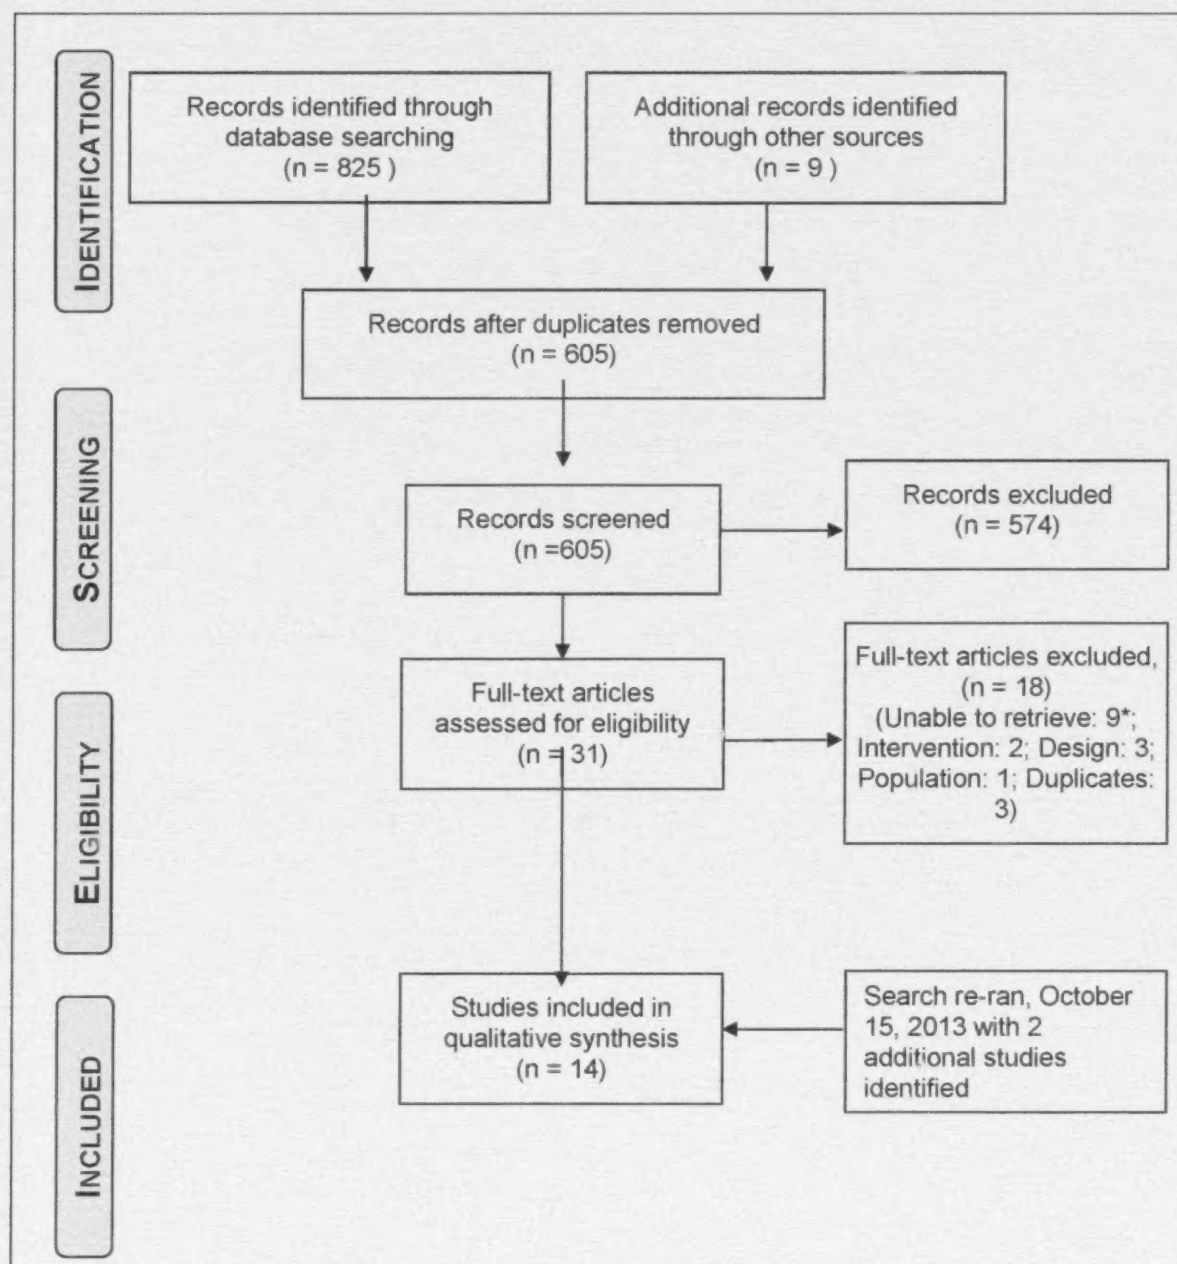 IDENTIFICATION
Records identified through
database searching
(n = 825 )
Additional records identified
through other sources
(n = 9 )
Records after duplicates removed
(n = 605)
SCREENING
Records screened
(n =605)
Records excluded
(n = 574)
ELIGIBILITY
Full-text articles
assessed for eligibility
(n = 31)
Full-text articles excluded,
(n = 18)
(Unable to retrieve: 9*;
Intervention: 2; Design: 3;
Population: 1; Duplicates:
3)
INCLUDED
Studies included in
qualitative synthesis
(n = 14)
Search re-ran, October
15, 2013 with 2
additional studies
identified